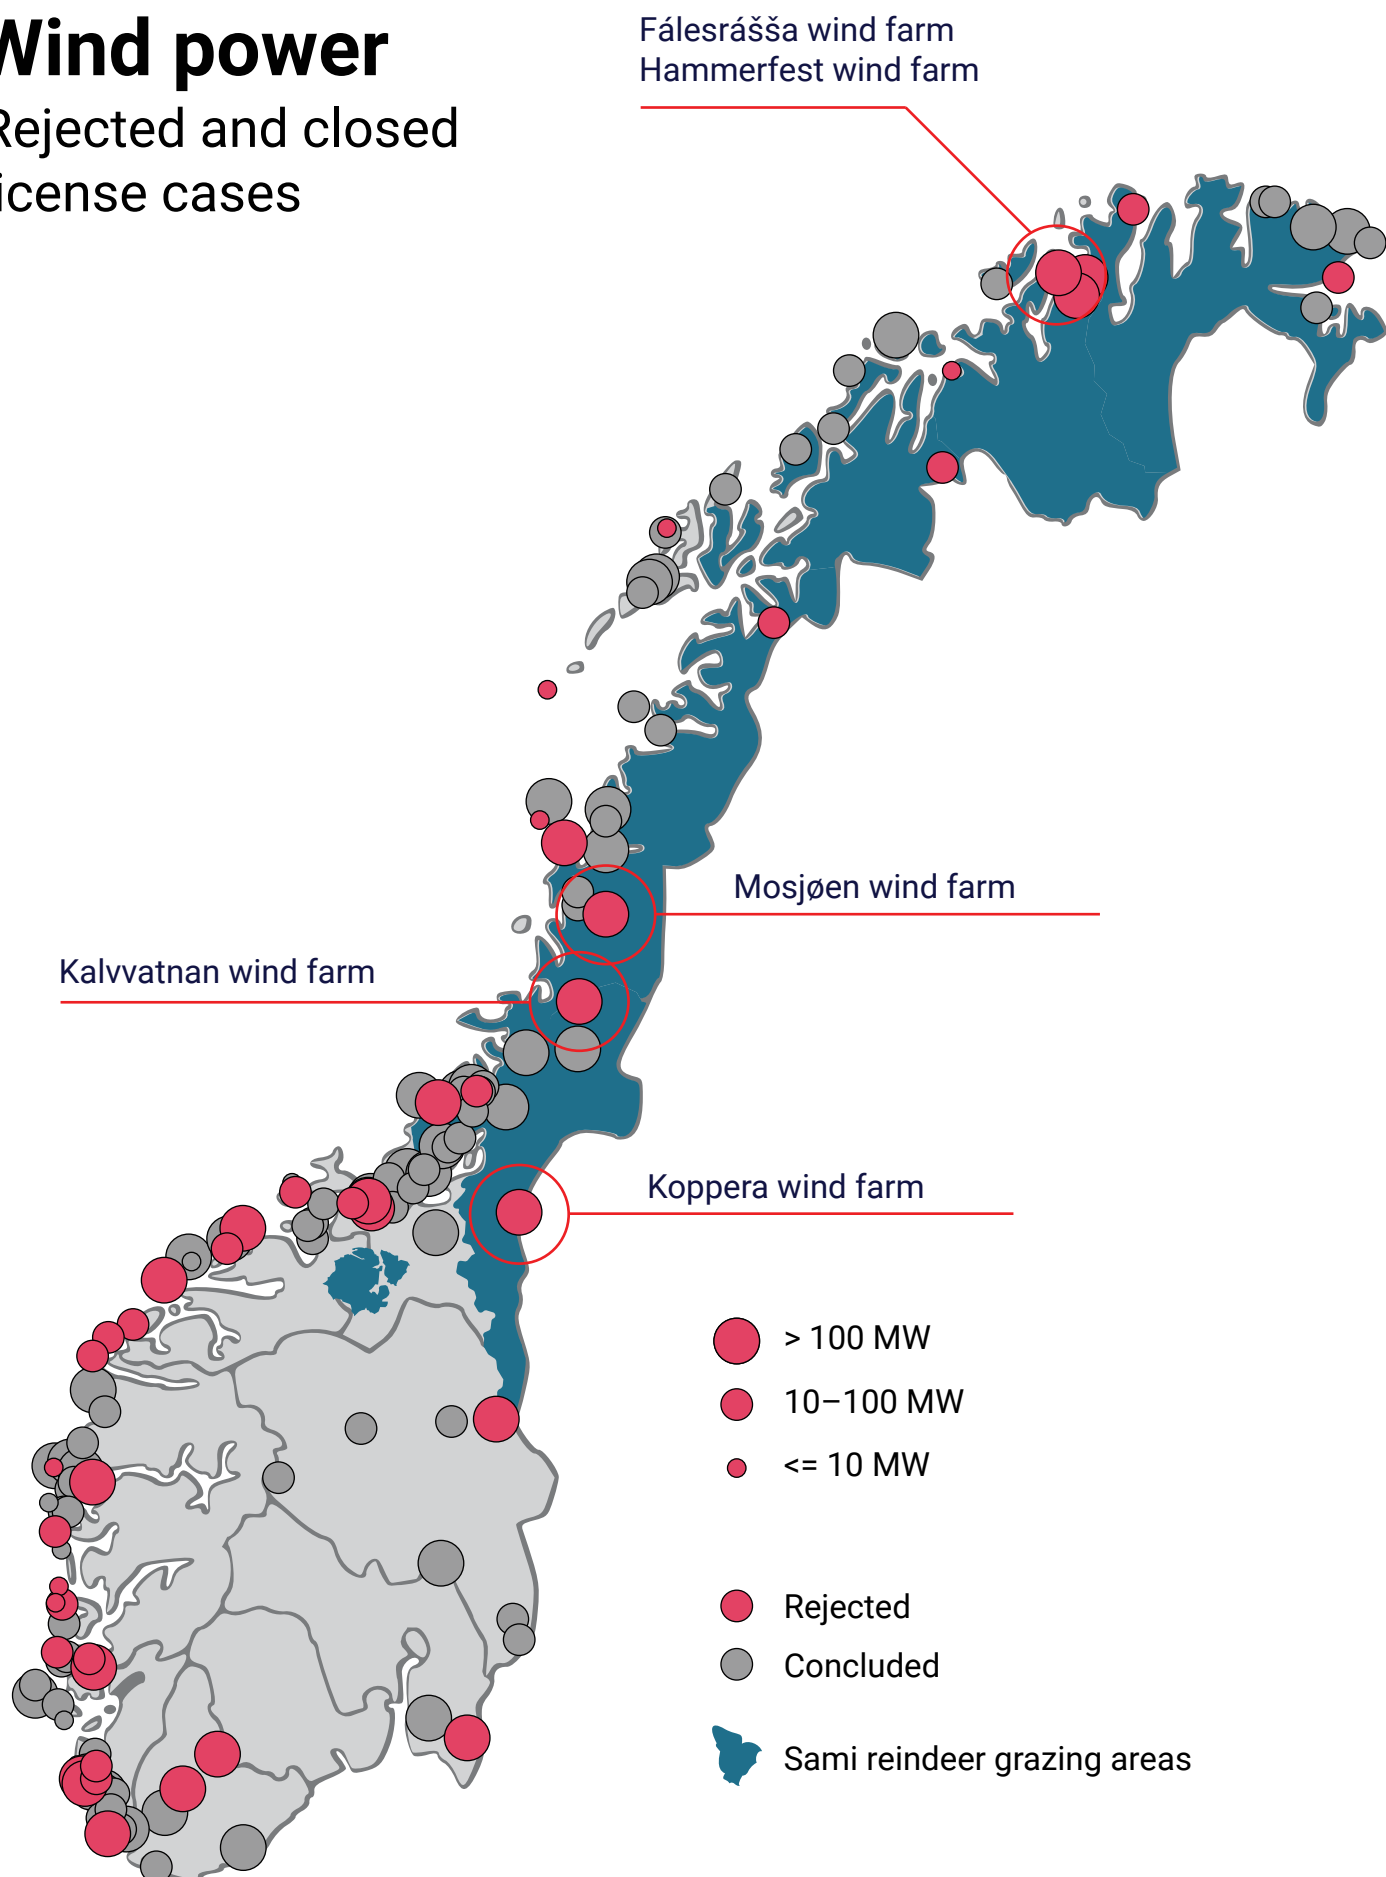 Wind power
Rejected and closed
license cases
Fálesrášša wind farm
Hammerfest wind farm
Mosjøen wind farm
Kalvvatnan wind farm
Koppera wind farm
> 100 MW
10–100 MW
<= 10 MW
Rejected
Concluded
Sami reindeer grazing areas